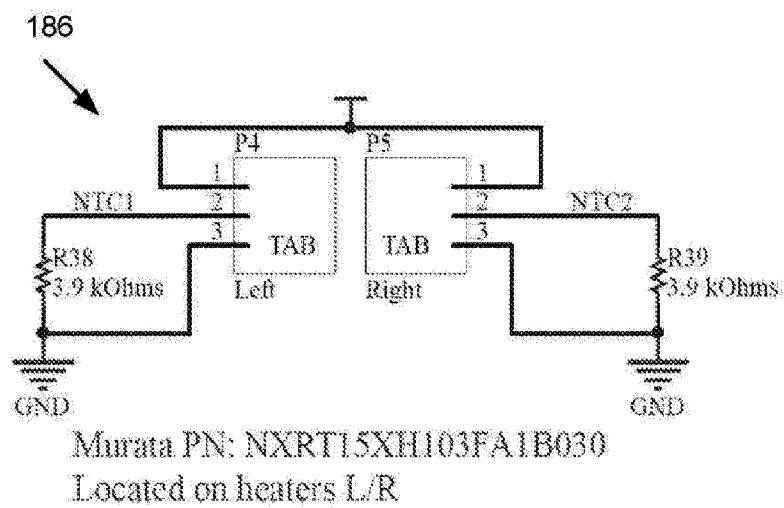 186
P4 P5
1 1
NTC1 2 2 NTC2
3 3
TAB TAB
R38 R39
3.9 kOhms 3.9 kOhms
Left Right
GND GND
Murata PN: NXRT15XH103FA1B030
Located on heaters L/R